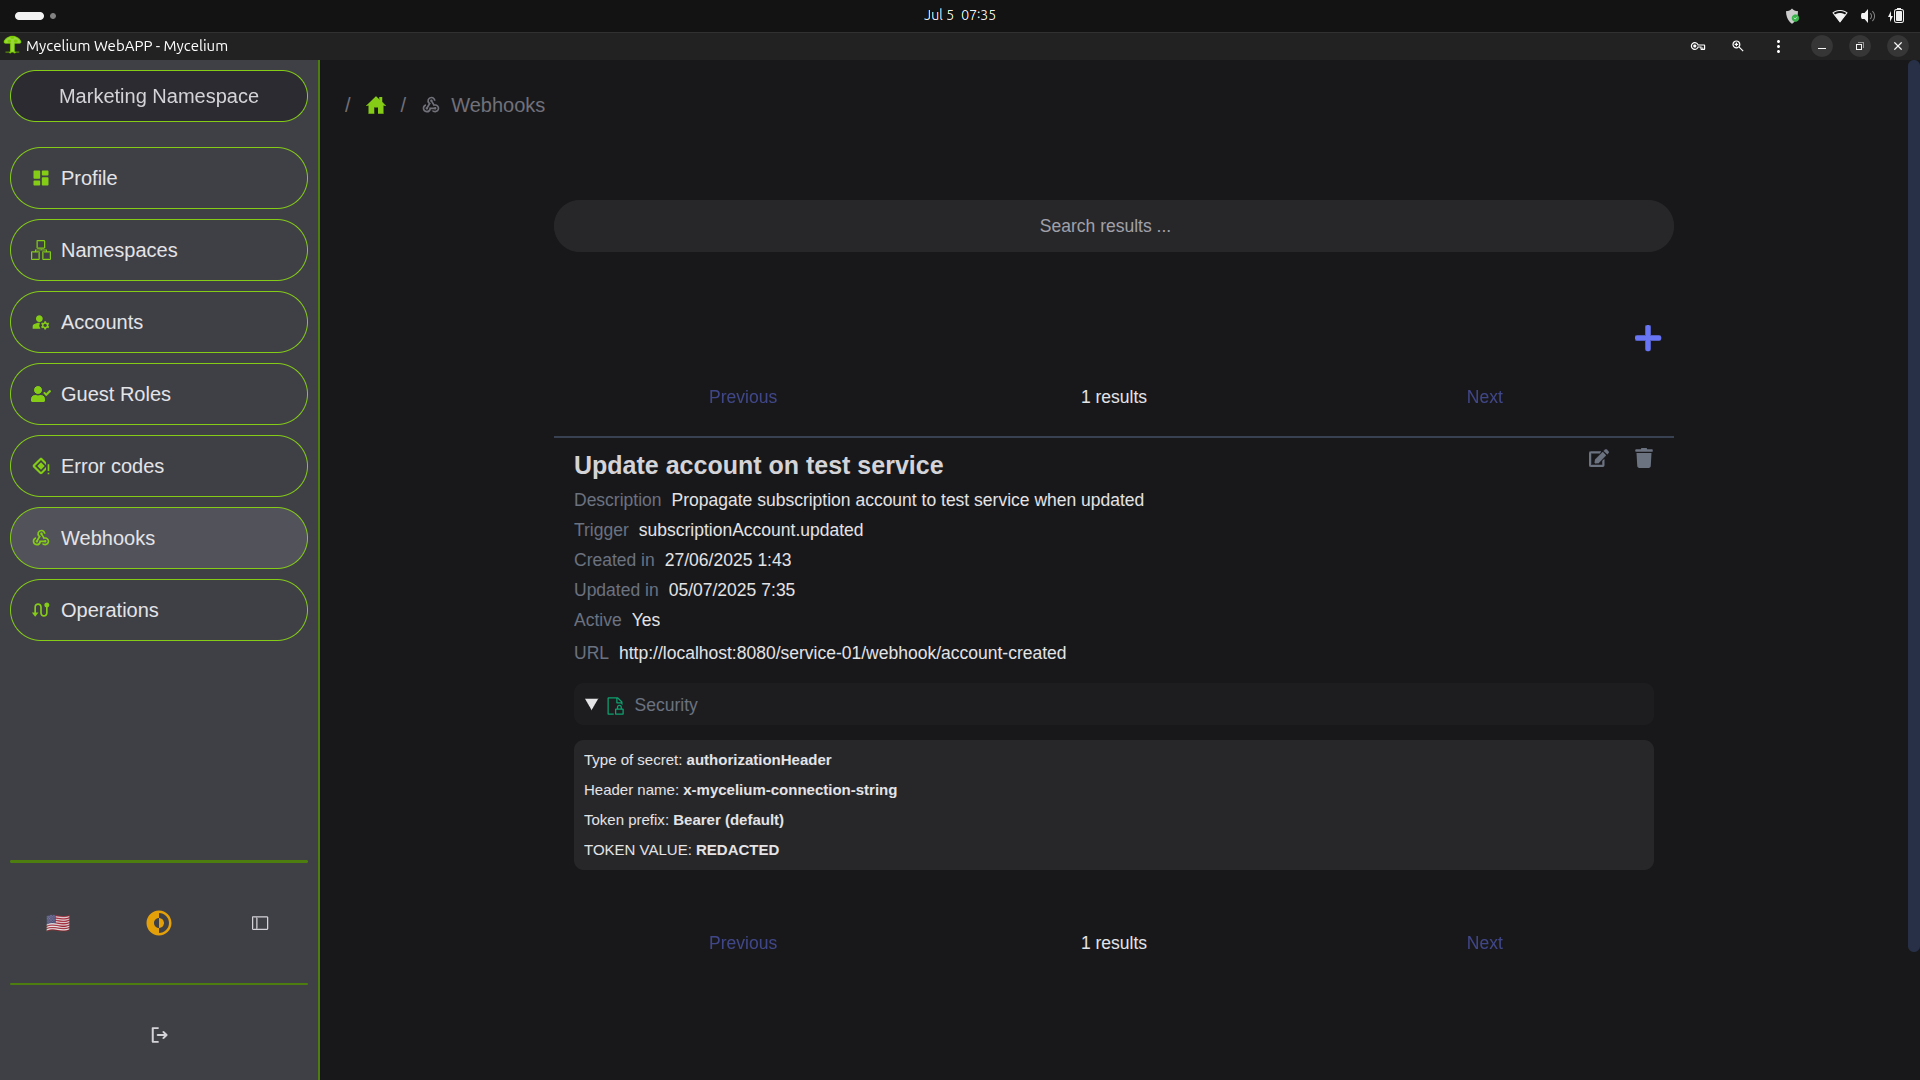 Jul 5 07:35
Mycelium WebAPP - Mycelium
Marketing Namespace
Profile
Namespaces
Accounts
Guest Roles
Error codes
Webhooks
Operations
/ / Webhooks
Search results ...
Previous 1 results Next
Update account on test service
Description Propagate subscription account to test service when updated
Trigger subscriptionAccount.updated
Created in 27/06/2025 1:43
Updated in 05/07/2025 7:35
Active Yes
URL http://localhost:8080/service-01/webhook/account-created
Security
Type of secret: authorizationHeader
Header name: x-mycelium-connection-string
Token prefix: Bearer (default)
TOKEN VALUE: REDACTED
Previous 1 results Next